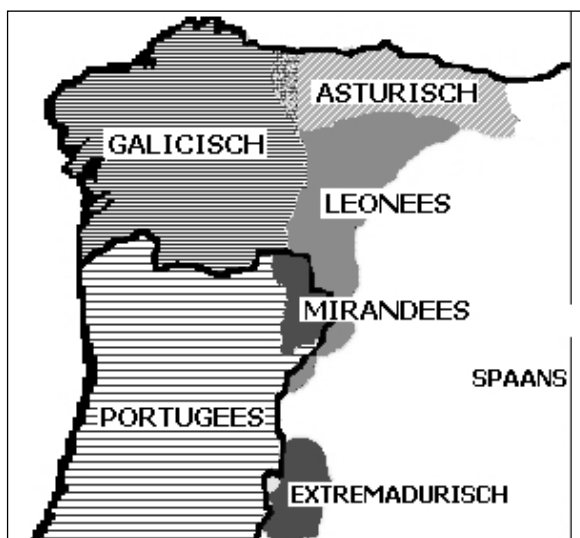 ASTURISCH
GALICISCH
LEONEES
MIRANDEES
SPAANS
PORTUGEES
EXTREMADURISCH